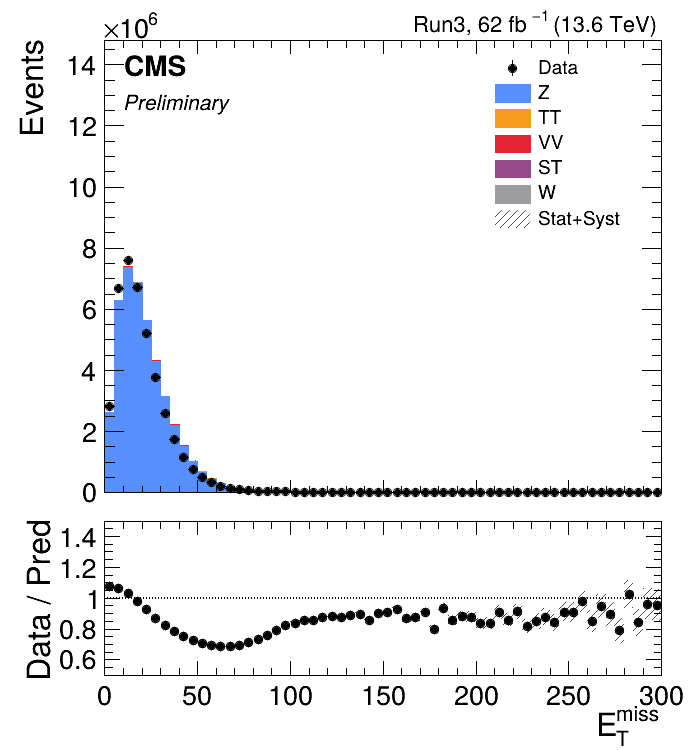 ×10⁶
Run3, 62 fb⁻¹ (13.6 TeV)
CMS
Preliminary
Events
14
12
10
8
6
4
2
0
Data
Z
TT
VV
ST
W
Stat+Syst
Data / Pred
1.4
1.2
1
0.8
0.6
0 50 100 150 200 250 300
E_T^miss